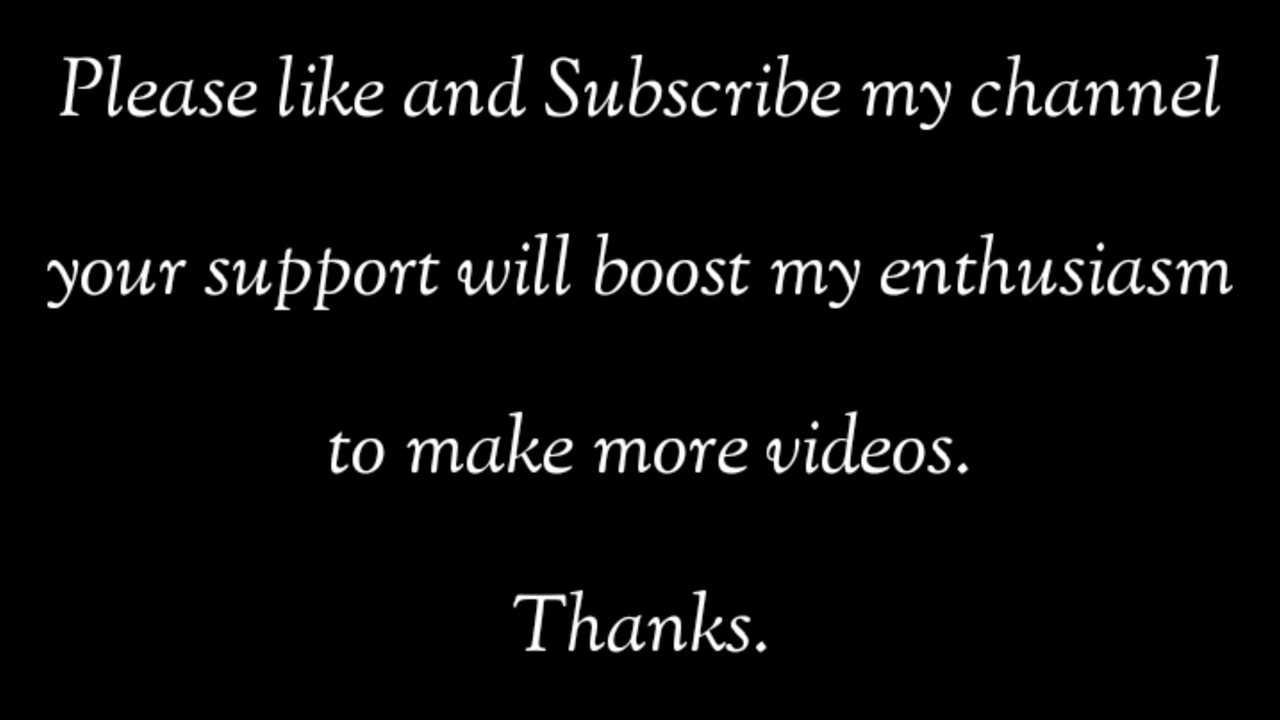 Please like and Subscribe my channel
your support will boost my enthusiasm
to make more videos.
Thanks.